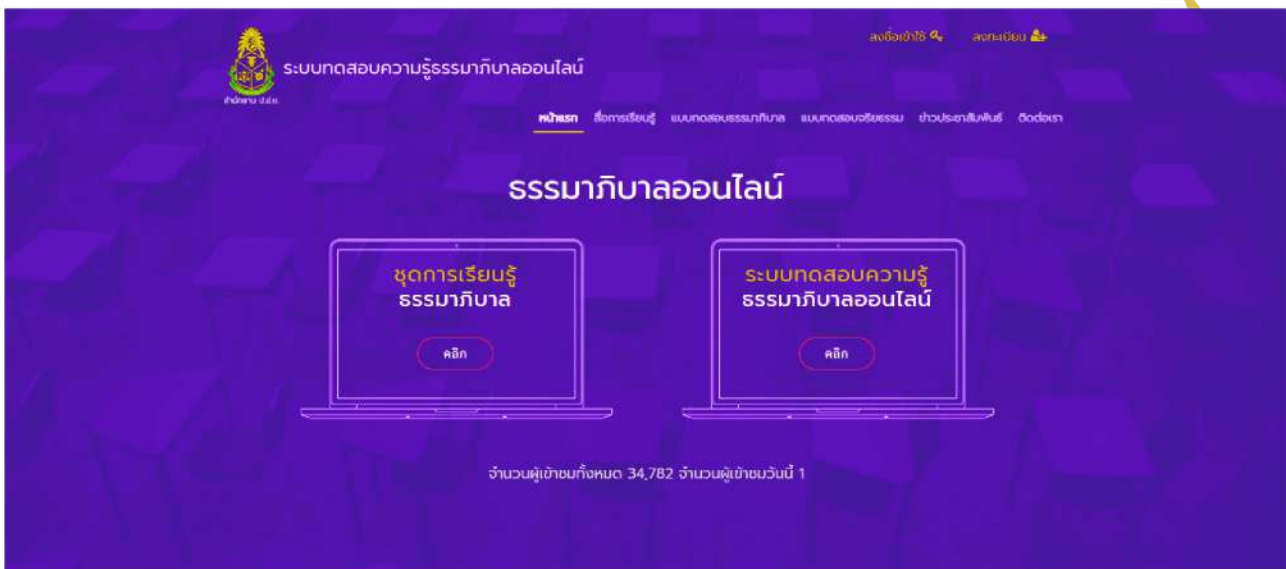 ลงชื่อเข้าใช้ ลงทะเบียน
ระบบทดสอบความรู้ธรรมาภิบาลออนไลน์
สำนักงาน ป.ป.ช.
หน้าแรก สื่อการเรียนรู้ แบบทดสอบธรรมาภิบาล แบบทดสอบจริยธรรม ข่าวประชาสัมพันธ์ ติดต่อเรา
ธรรมาภิบาลออนไลน์
ชุดการเรียนรู้
ธรรมาภิบาล
คลิก
ระบบทดสอบความรู้
ธรรมาภิบาลออนไลน์
คลิก
จำนวนผู้เข้าชมทั้งหมด 34,782 จำนวนผู้เข้าชมวันนี้ 1